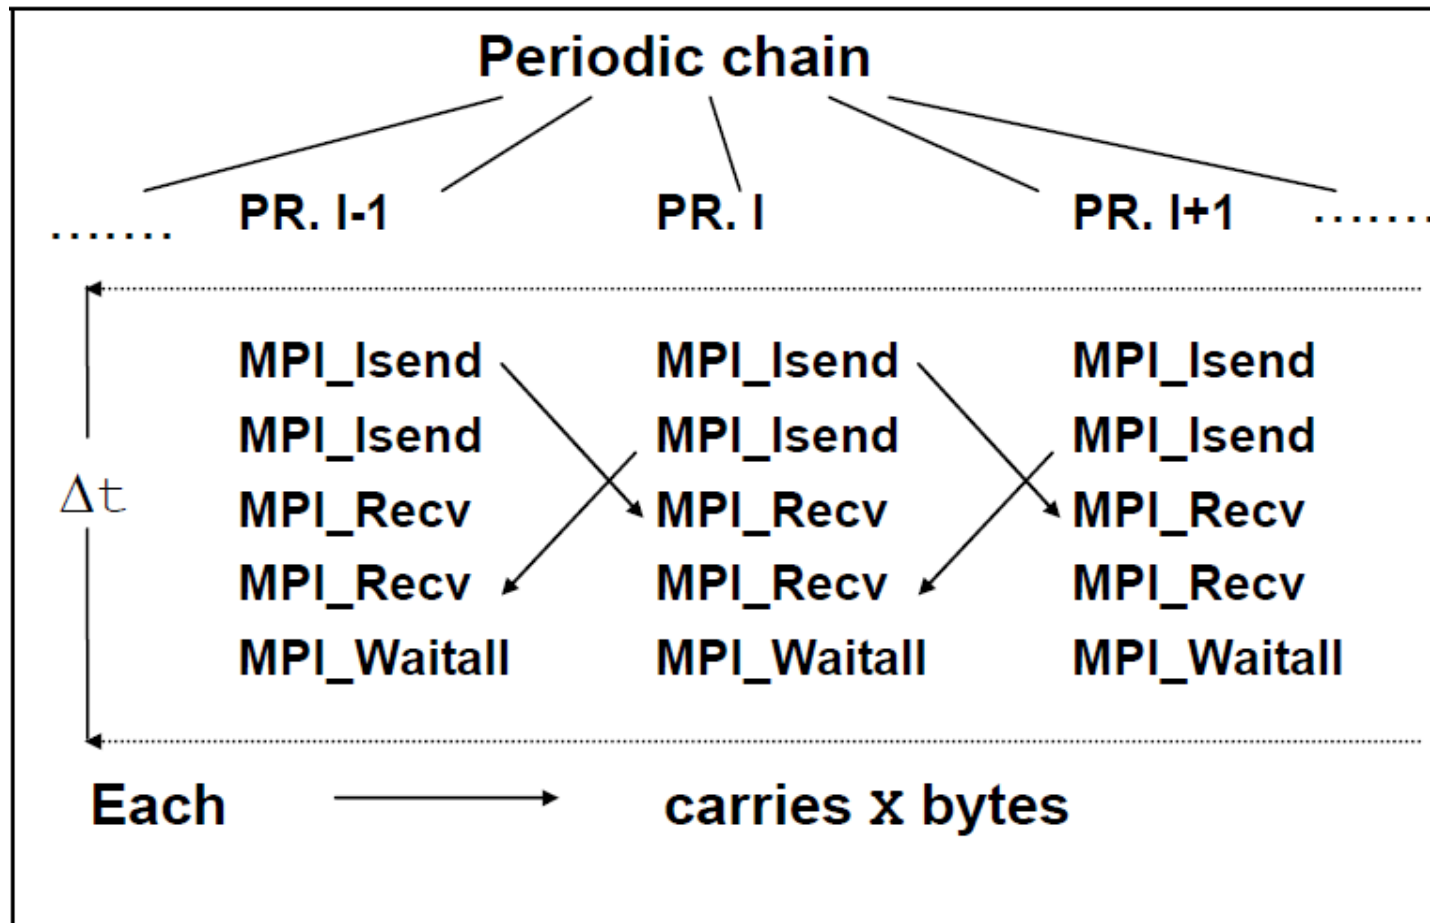 Periodic chain
....... PR. I-1 PR. I PR. I+1 .......
MPI_Isend MPI_Isend MPI_Isend
MPI_Isend MPI_Isend MPI_Isend
Δt MPI_Recv MPI_Recv MPI_Recv
MPI_Recv MPI_Recv MPI_Recv
MPI_Waitall MPI_Waitall MPI_Waitall
Each carries X bytes